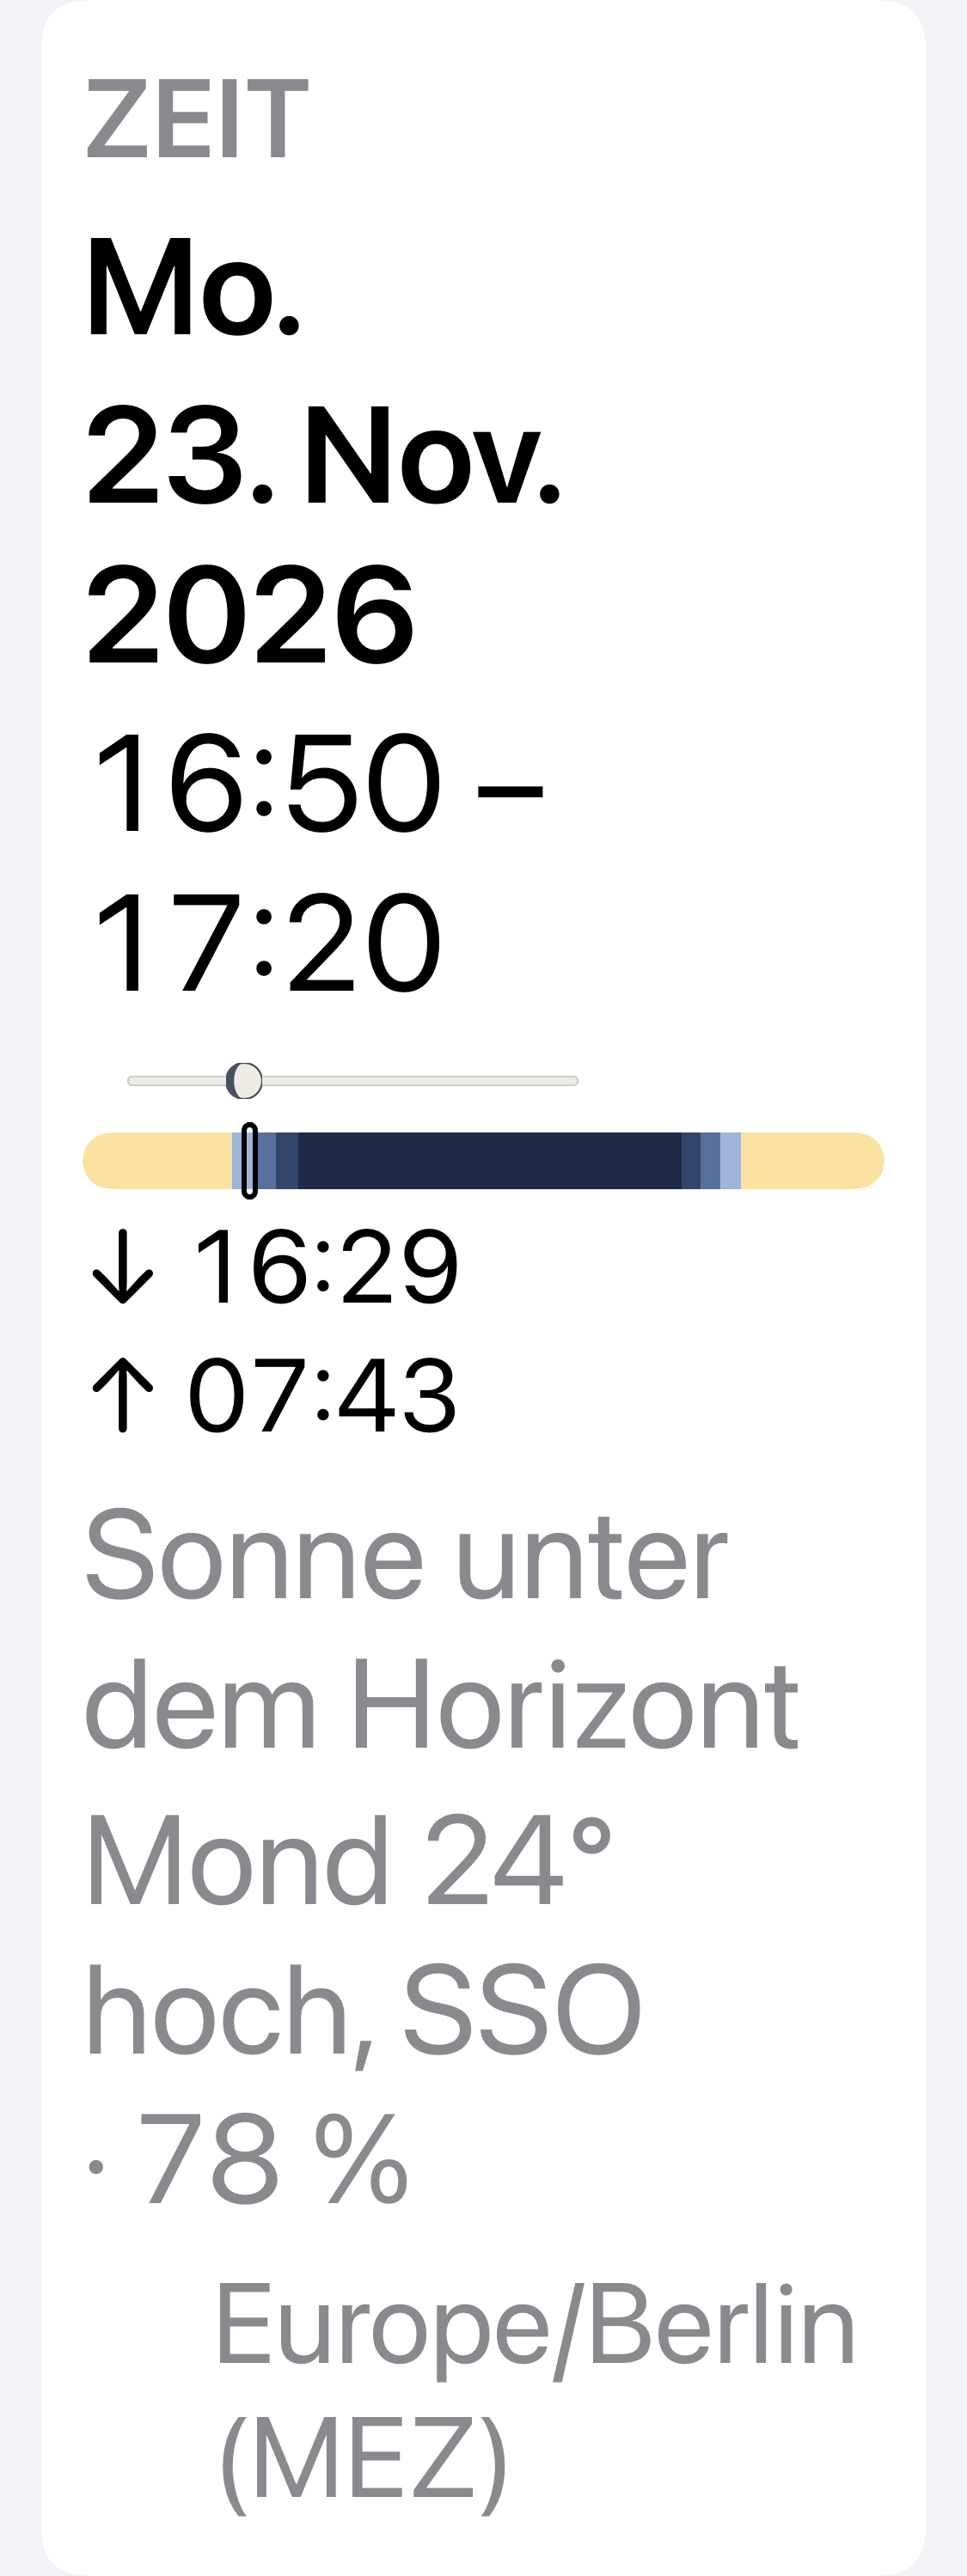 ZEIT
Mo.
23. Nov.
2026
16:50 –
17:20
↓ 16:29
↑ 07:43
Sonne unter
dem Horizont
Mond 24°
hoch, SSO
· 78 %
Europe/Berlin
(MEZ)